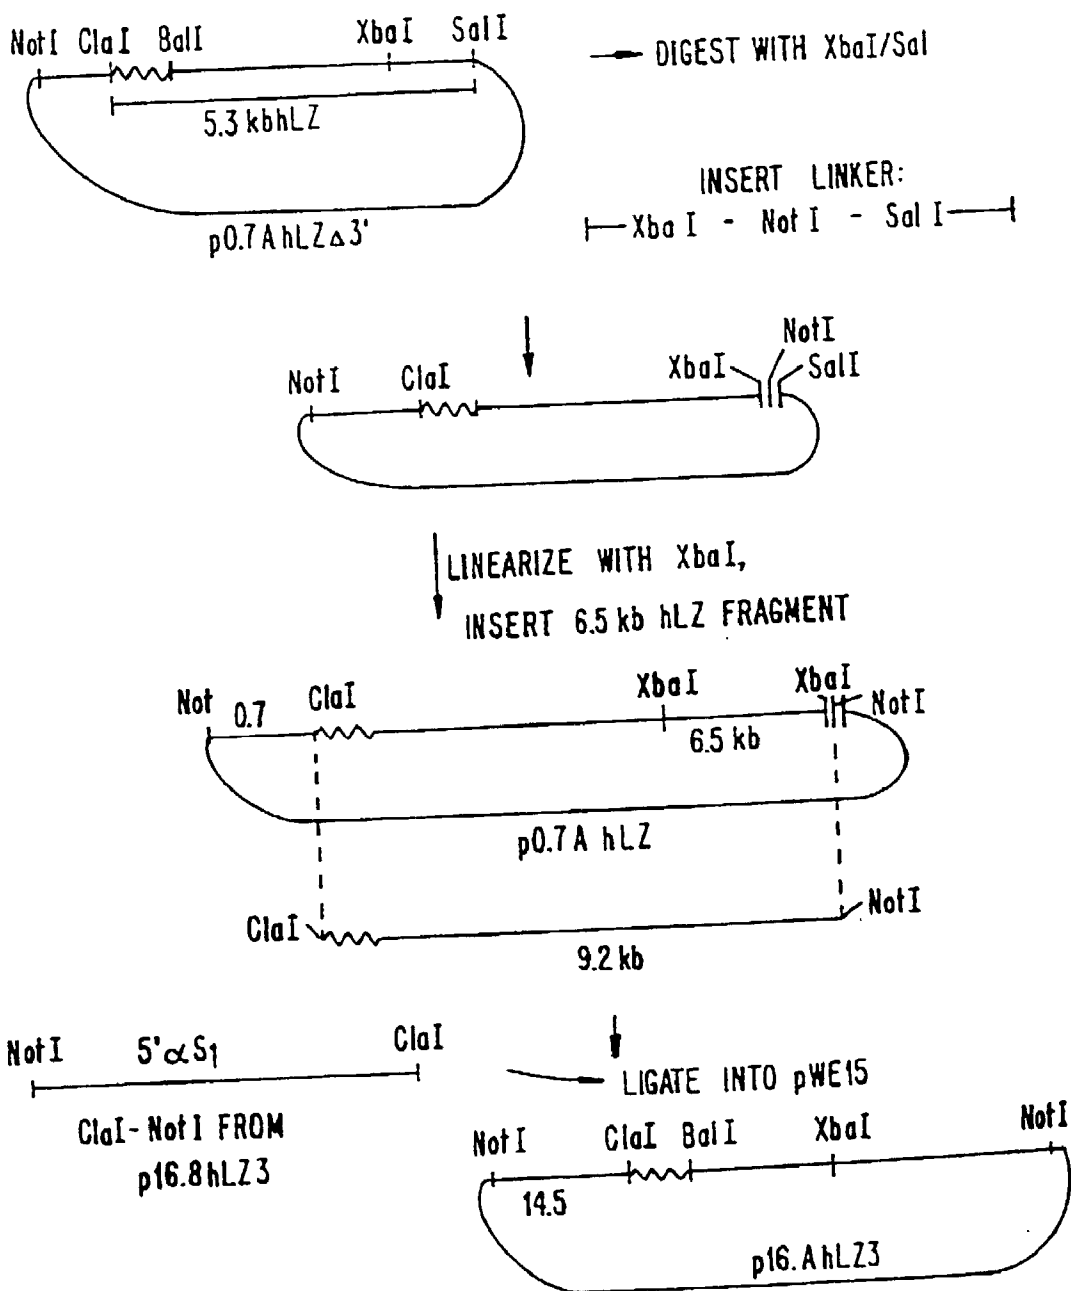 NotI ClaI BalI XbaI SalI
DIGEST WITH XbaI/Sal
5.3 kbhLZ
p0.7AhLZΔ3'
INSERT LINKER:
XbaI - NotI - SalI
NotI
XbaI SalI
NotI ClaI
LINEARIZE WITH XbaI,
INSERT 6.5 kb hLZ FRAGMENT
Not 0.7 ClaI XbaI XbaI NotI
6.5 kb
p0.7A hLZ
ClaI NotI
9.2 kb
NotI 5'αS1 ClaI
ClaI-NotI FROM
p16.8hLZ3
LIGATE INTO pWE15
NotI ClaI BalI XbaI NotI
14.5
p16.AhLZ3